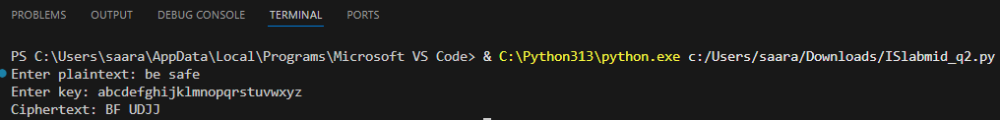 PROBLEMS OUTPUT DEBUG CONSOLE TERMINAL PORTS
PS C:\Users\saara\AppData\Local\Programs\Microsoft VS Code> & C:\Python313\python.exe c:/Users/saara/Downloads/ISlabmid_q2.py
Enter plaintext: be safe
Enter key: abcdefghijklmnopqrstuvwxyz
Ciphertext: BF UDJJ